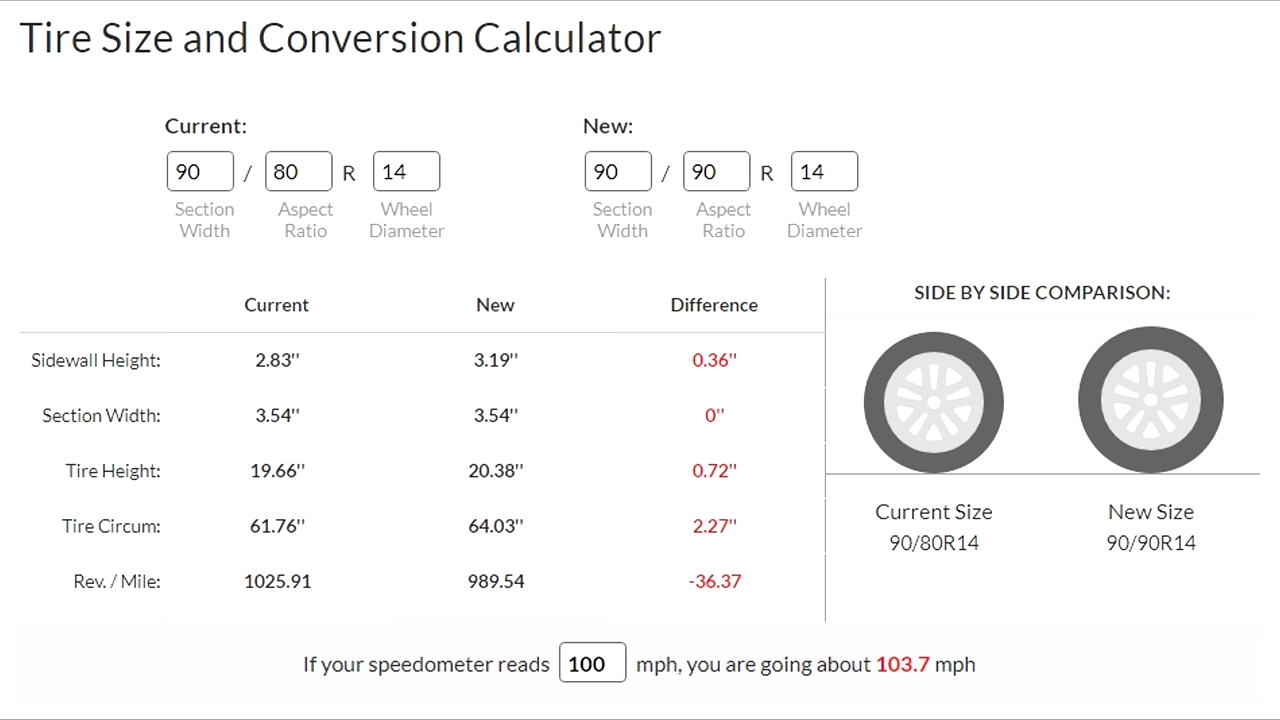 Tire Size and Conversion Calculator
Current: New:
90 / 80 R 14 90 / 90 R 14
Section Width Aspect Ratio Wheel Diameter Section Width Aspect Ratio Wheel Diameter
Current New Difference
SIDE BY SIDE COMPARISON:
Sidewall Height: 2.83'' 3.19'' 0.36''
Section Width: 3.54'' 3.54'' 0''
Tire Height: 19.66'' 20.38'' 0.72''
Tire Circum: 61.76'' 64.03'' 2.27''
Rev. / Mile: 1025.91 989.54 -36.37
Current Size New Size
90/80R14 90/90R14
If your speedometer reads 100 mph, you are going about 103.7 mph